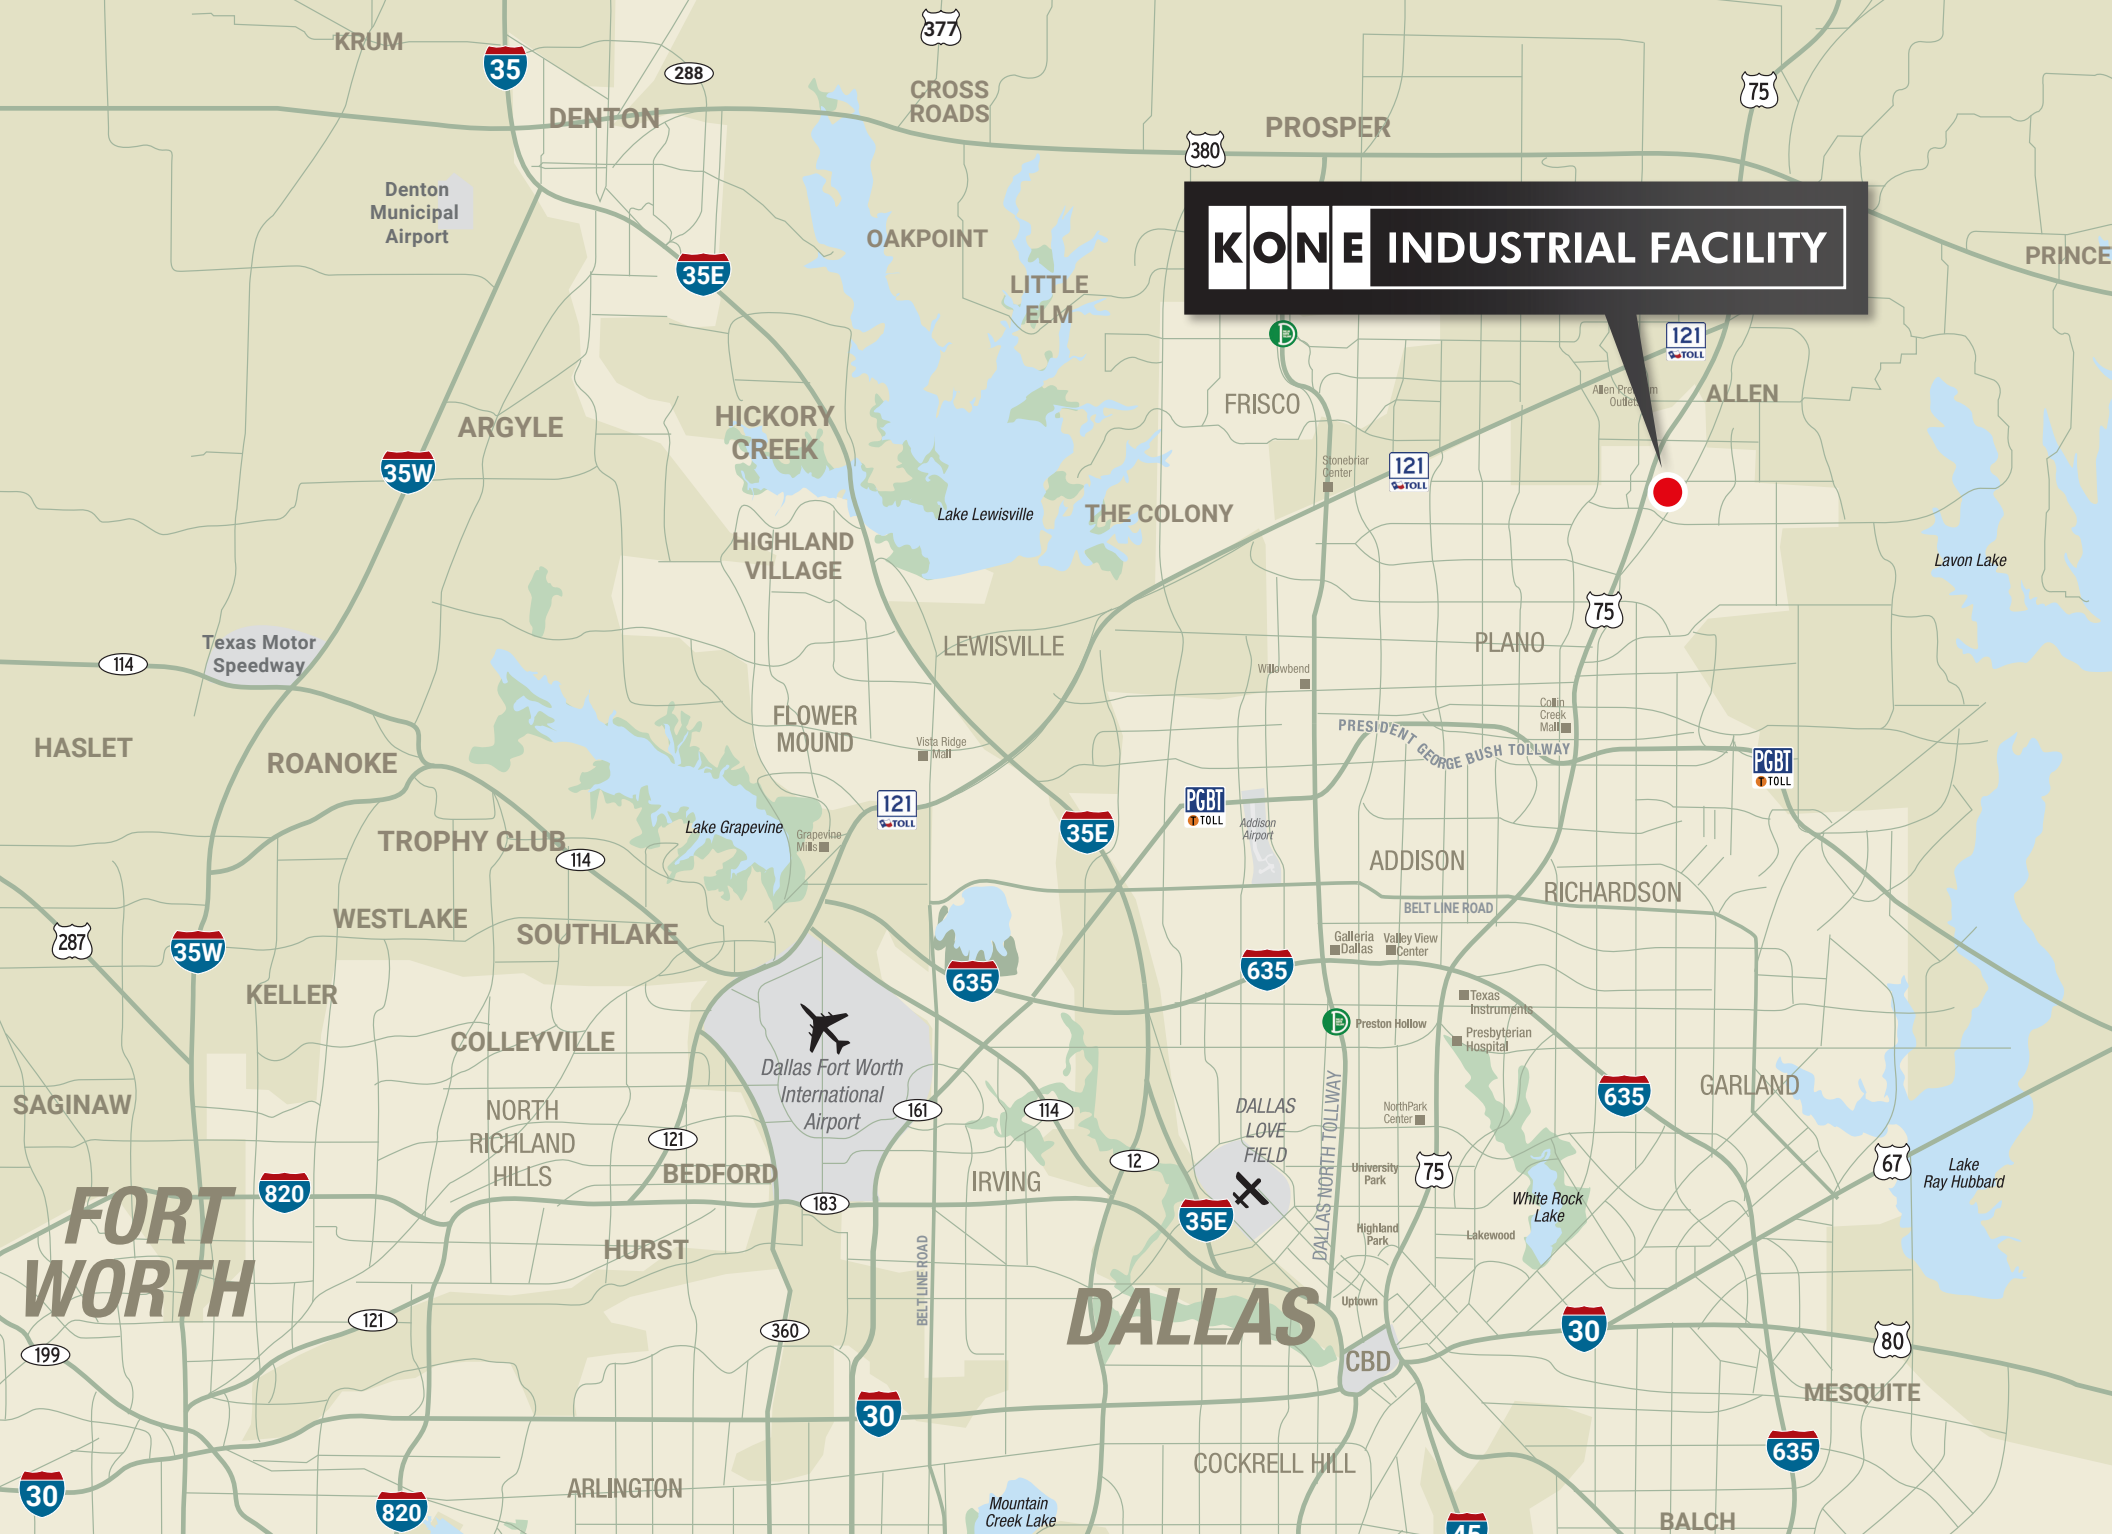 377
KRUM
35
288
75
CROSS
ROADS
DENTON
PROSPER
380
Denton
Municipal
Airport
OAKPOINT
KONE INDUSTRIAL FACILITY
PRINCE
35E
LITTLE
ELM
121
TOLL
Outlet
ALLEN
FRISCO
HICKORY
CREEK
ARGYLE
35W
Stonebriar
Center
121
TOLL
Lake Lewisville
THE COLONY
HIGHLAND
VILLAGE
Lavon Lake
75
Texas Motor
Speedway
114
LEWISVILLE
PLANO
Willowbend
FLOWER
MOUND
Collin
Creek
Mall
PRESIDENT GEORGE BUSH TOLLWAY
Vista Ridge
Mall
HASLET
ROANOKE
PGBT
TOLL
121
TOLL
PGBT
TOLL
35E
Lake Grapevine
Grapevine
Mills
Addison
Airport
TROPHY CLUB
114
ADDISON
RICHARDSON
BELT LINE ROAD
WESTLAKE
SOUTHLAKE
287
35W
Galleria
Dallas
Valley View
Center
635
635
KELLER
Texas
Instruments
Preston Hollow
Presbyterian
Hospital
COLLEYVILLE
Dallas Fort Worth
International
Airport
635
GARLAND
SAGINAW
NORTH
RICHLAND
HILLS
161
114
DALLAS
LOVE
FIELD
NorthPark
Center
121
12
BEDFORD
IRVING
DALLAS NORTH TOLLWAY
University
Park
75
67
Lake
Ray Hubbard
820
183
White Rock
Lake
35E
FORT
WORTH
HURST
Highland
Park
Lakewood
BELT LINE ROAD
Uptown
DALLAS
121
360
30
80
199
CBD
MESQUITE
30
635
COCKRELL HILL
30
ARLINGTON
820
Mountain
Creek Lake
45
BALCH